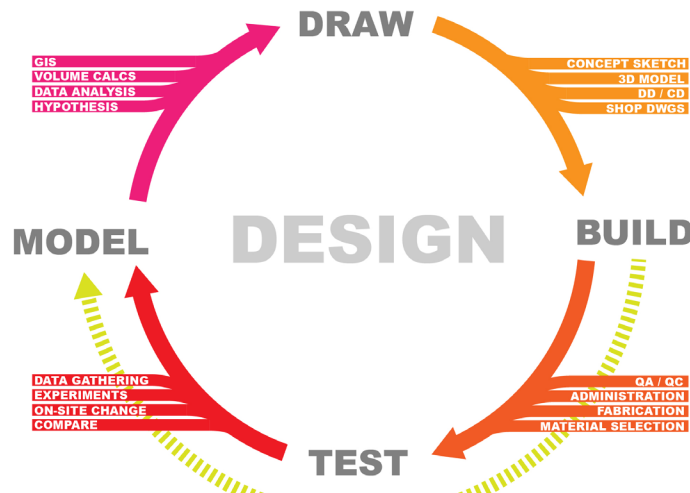 DRAW
GIS
VOLUME CALCS
DATA ANALYSIS
HYPOTHESIS
CONCEPT SKETCH
3D MODEL
DD / CD
SHOP DWGS
MODEL
DESIGN
BUILD
DATA GATHERING
EXPERIMENTS
ON-SITE CHANGE
COMPARE
QA / QC
ADMINISTRATION
FABRICATION
MATERIAL SELECTION
TEST